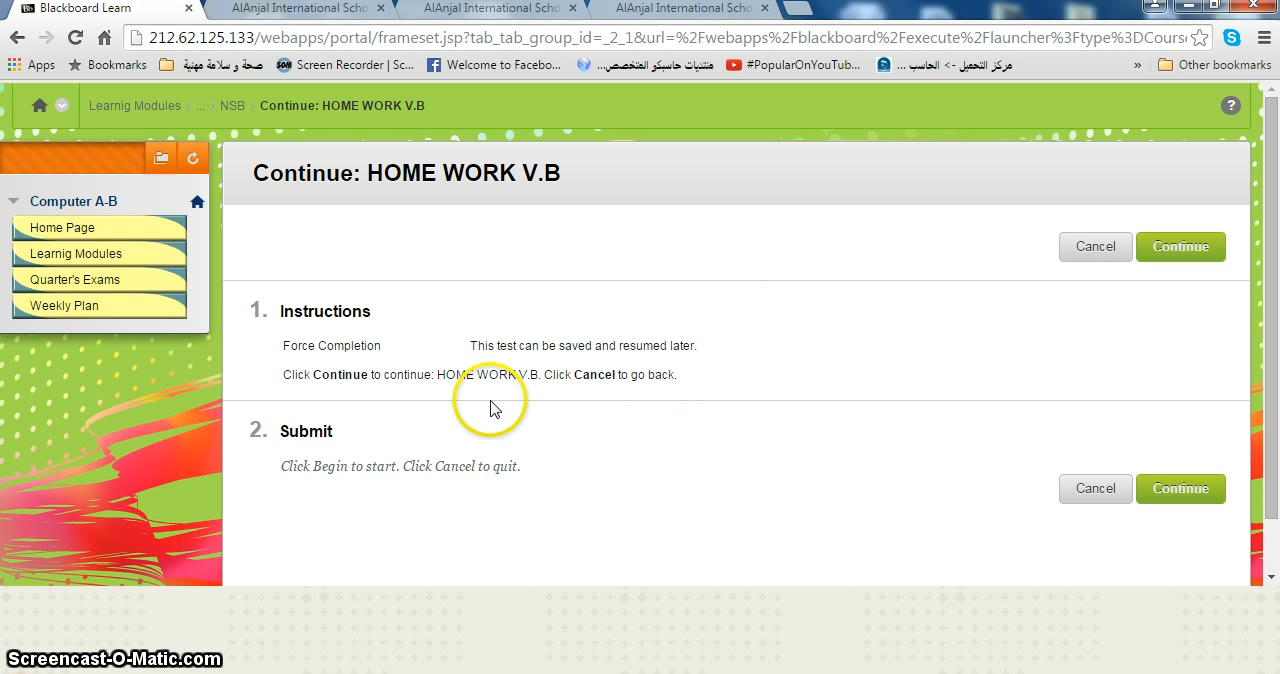 Blackboard Learn
AlAnjal International Scho
AlAnjal International Scho
AlAnjal International Scho
212.62.125.133/webapps/portal/frameset.jsp?tab_tab_group_id=_2_1&url=%2Fwebapps%2Fblackboard%2Fexecute%2Flauncher%3Ftype%3DCourse
Apps Bookmarks صحة و سلامة مهنية Screen Recorder | Sc... Welcome to Facebo... منتديات حاسبكو المتخصص... #PopularOnYouTub... مركز التحميل -> الحاسب ... » Other bookmarks
Learnig Modules › ... › NSB › Continue: HOME WORK V.B
?
Continue: HOME WORK V.B
Computer A-B
Home Page
Learnig Modules
Quarter's Exams
Weekly Plan
Cancel Continue
1. Instructions
Force Completion This test can be saved and resumed later.
Click Continue to continue: HOME WORK V.B. Click Cancel to go back.
2. Submit
Click Begin to start. Click Cancel to quit.
Cancel Continue
Screencast-O-Matic.com